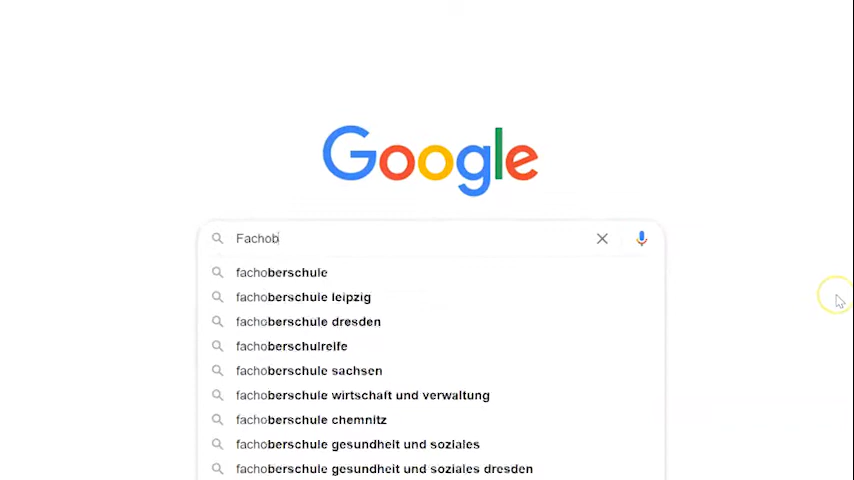 Google
Fachob
fachoberschule
fachoberschule leipzig
fachoberschule dresden
fachoberschulreife
fachoberschule sachsen
fachoberschule wirtschaft und verwaltung
fachoberschule chemnitz
fachoberschule gesundheit und soziales
fachoberschule gesundheit und soziales dresden